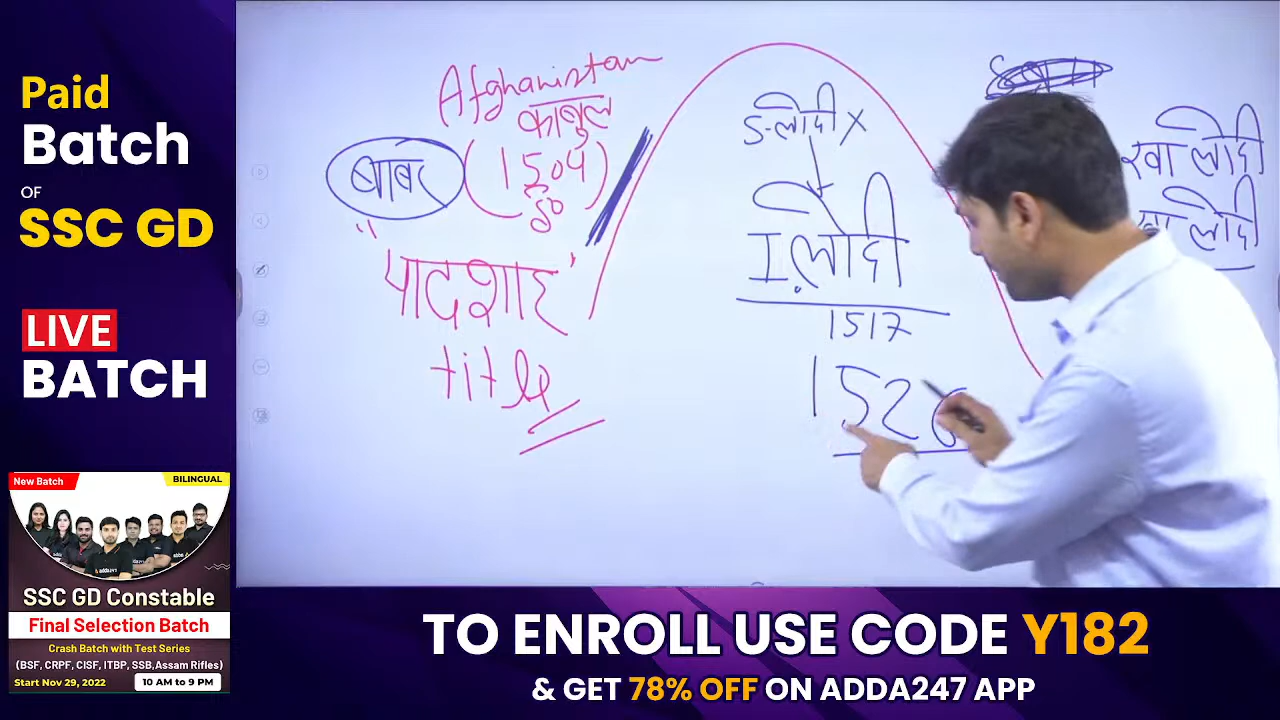 Paid
Batch
OF
SSC GD
LIVE
BATCH
New Batch
BILINGUAL
SSC GD Constable
Final Selection Batch
Crash Batch with Test Series
(BSF, CRPF, CISF, ITBP, SSB,Assam Rifles)
Start Nov 29, 2022
10 AM to 9 PM
Afghanistan
काबुल
बाबर (1504)
ई०
"पादशाह"
title
S-लोदी X
I.लोदी
1517
1526
खा लोदी
खा लोदी
TO ENROLL USE CODE Y182
& GET 78% OFF ON ADDA247 APP